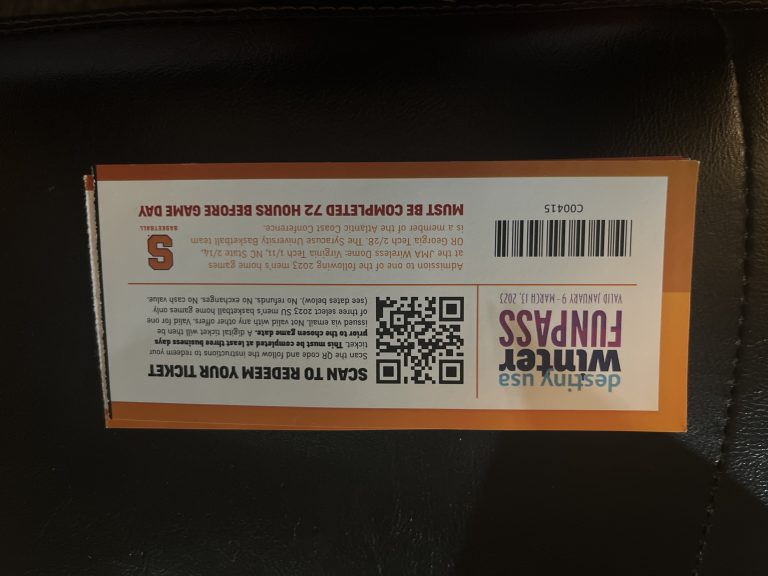 destiny usa
winter
FUNPASS
VALID JANUARY 9 - MARCH 13, 2023
C00415
SCAN TO REDEEM YOUR TICKET
Scan the QR code and follow the instructions to redeem your
ticket. This must be completed at least three business days
prior to the chosen game date. A digital ticket will then be
issued via email. Not valid with any other offers. Valid for one
of three select 2023 SU men's basketball home games only
(see dates below). No refunds. No exchanges. No cash value.
Admission to one of the following 2023 men's home games
at the JMA Wireless Dome: Virginia Tech 1/11, NC State 2/14,
OR Georgia Tech 2/28. The Syracuse University Basketball team
is a member of the Atlantic Coast Conference.
MUST BE COMPLETED 72 HOURS BEFORE GAME DAY
S
BASKETBALL